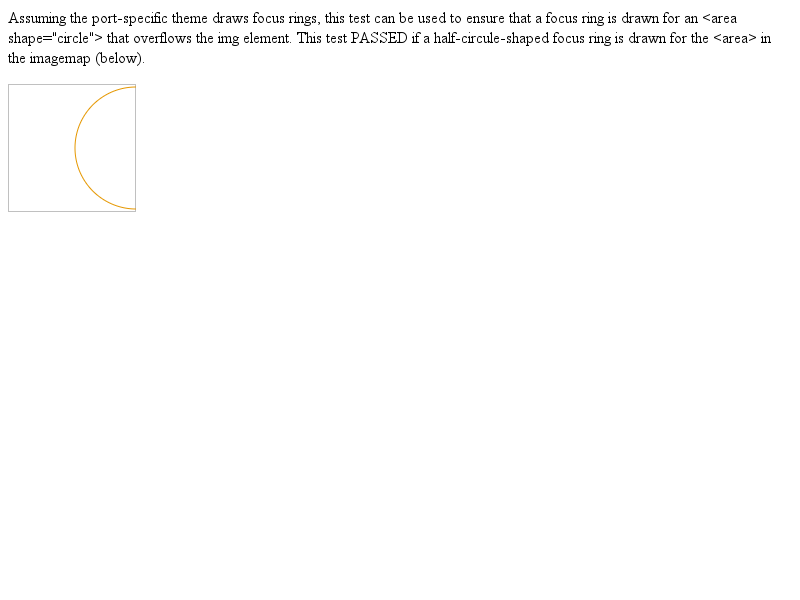 Assuming the port-specific theme draws focus rings, this test can be used to ensure that a focus ring is drawn for an <area
shape="circle"> that overflows the img element. This test PASSED if a half-circule-shaped focus ring is drawn for the <area> in
the imagemap (below).